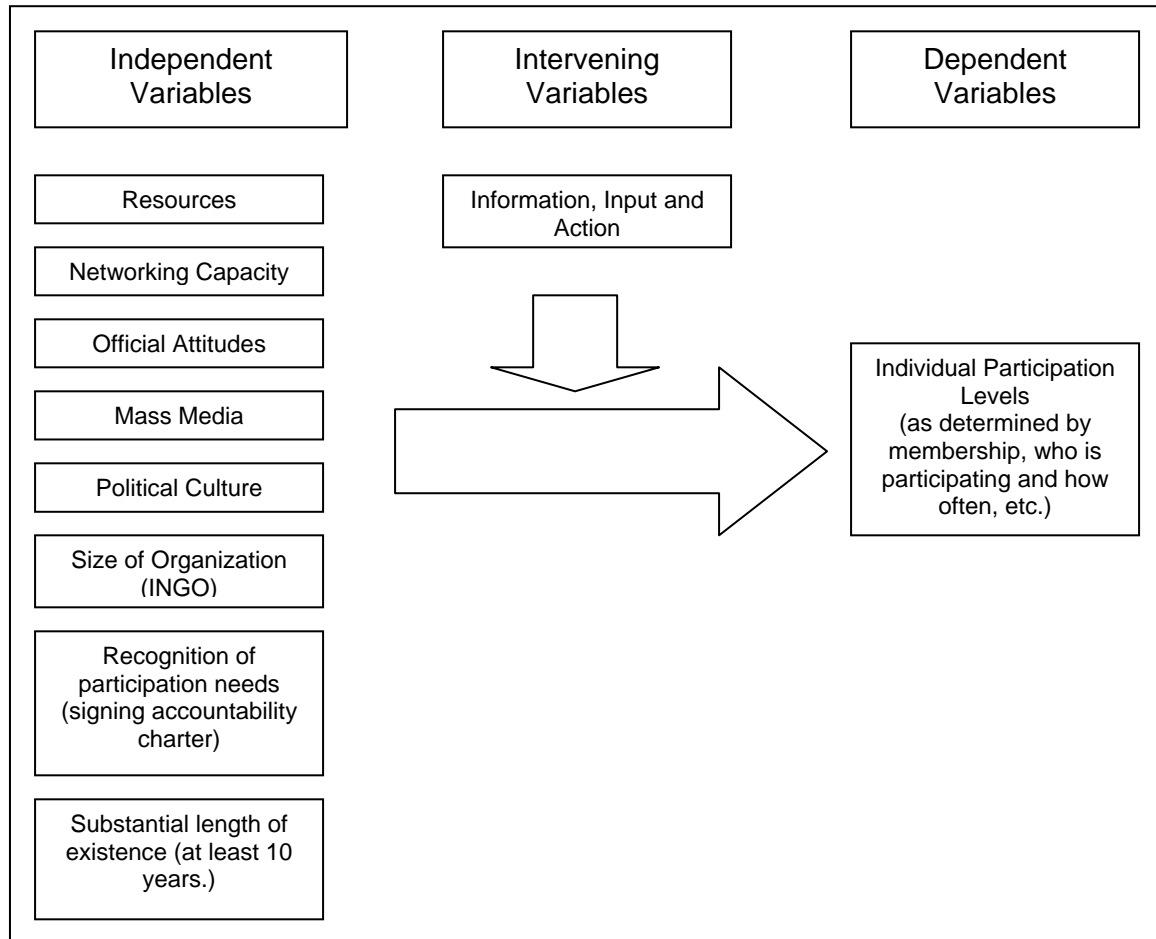 Independent
Variables
Intervening
Variables
Dependent
Variables
Resources
Networking Capacity
Official Attitudes
Mass Media
Political Culture
Size of Organization
(INGO)
Recognition of
participation needs
(signing accountability
charter)
Substantial length of
existence (at least 10
years.)
Information, Input and
Action
Individual Participation
Levels
(as determined by
membership, who is
participating and how
often, etc.)